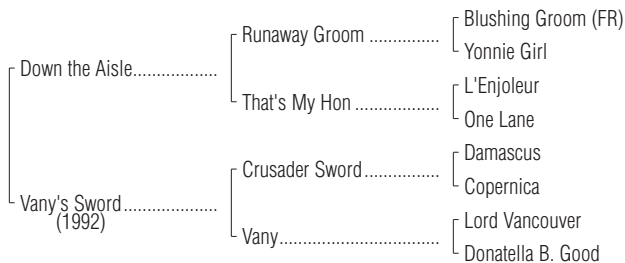 Blushing Groom (FR)
Runaway Groom ................
Yonnie Girl
Down the Aisle..................
L'Enjoleur
That's My Hon ..................
One Lane
Damascus
Crusader Sword................
Copernica
Vany's Sword....................
(1992)
Lord Vancouver
Vany..................................
Donatella B. Good